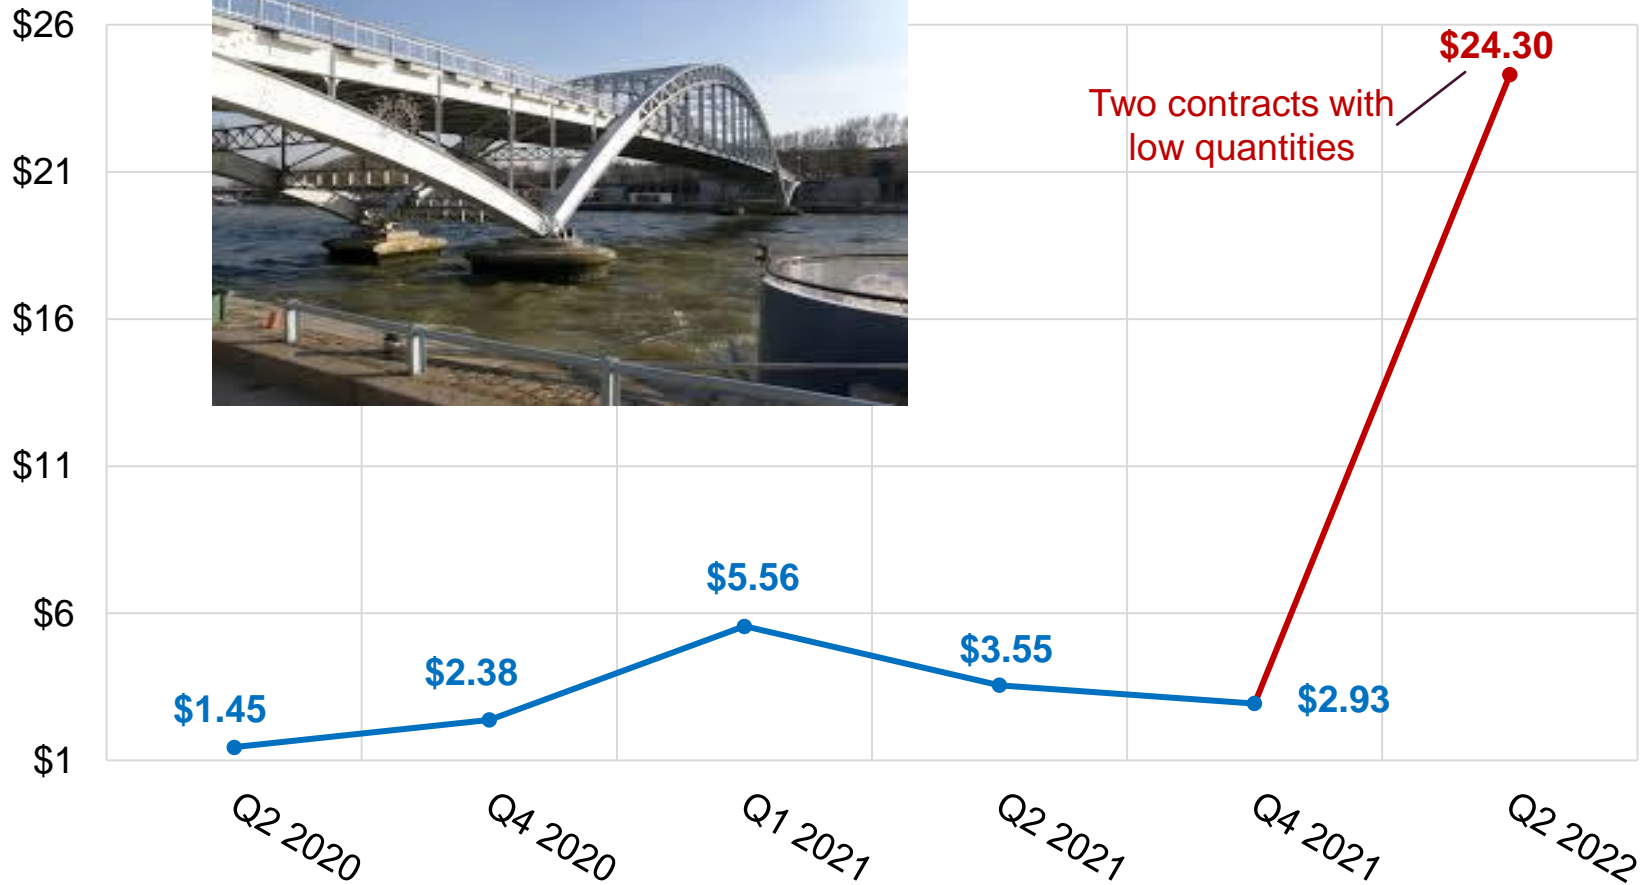 $26
$21
$16
$11
$6
$1
$24.30
Two contracts with
low quantities
$1.45
$2.38
$5.56
$3.55
$2.93
Q2 2020
Q4 2020
Q1 2021
Q2 2021
Q4 2021
Q2 2022